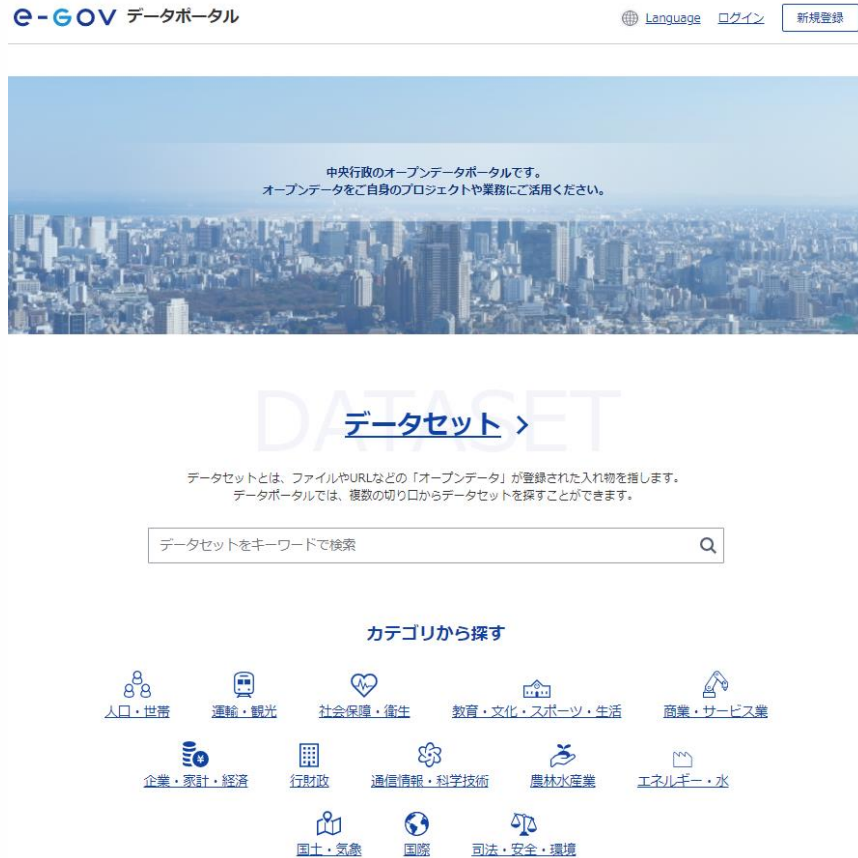 e-GOV データポータル
Language ログイン 新規登録
中央行政のオープンデータポータルです。
オープンデータをご自身のプロジェクトや業務にご活用ください。
DATASET
データセット >
データセットとは、ファイルやURLなどの「オープンデータ」が登録された入れ物を指します。
データポータルでは、複数の切り口からデータセットを探すことができます。
データセットをキーワードで検索
カテゴリから探す
人口・世帯 運輸・観光 社会保障・衛生 教育・文化・スポーツ・生活 商業・サービス業
企業・家計・経済 行財政 通信情報・科学技術 農林水産業 エネルギー・水
国土・気象 国際 司法・安全・環境